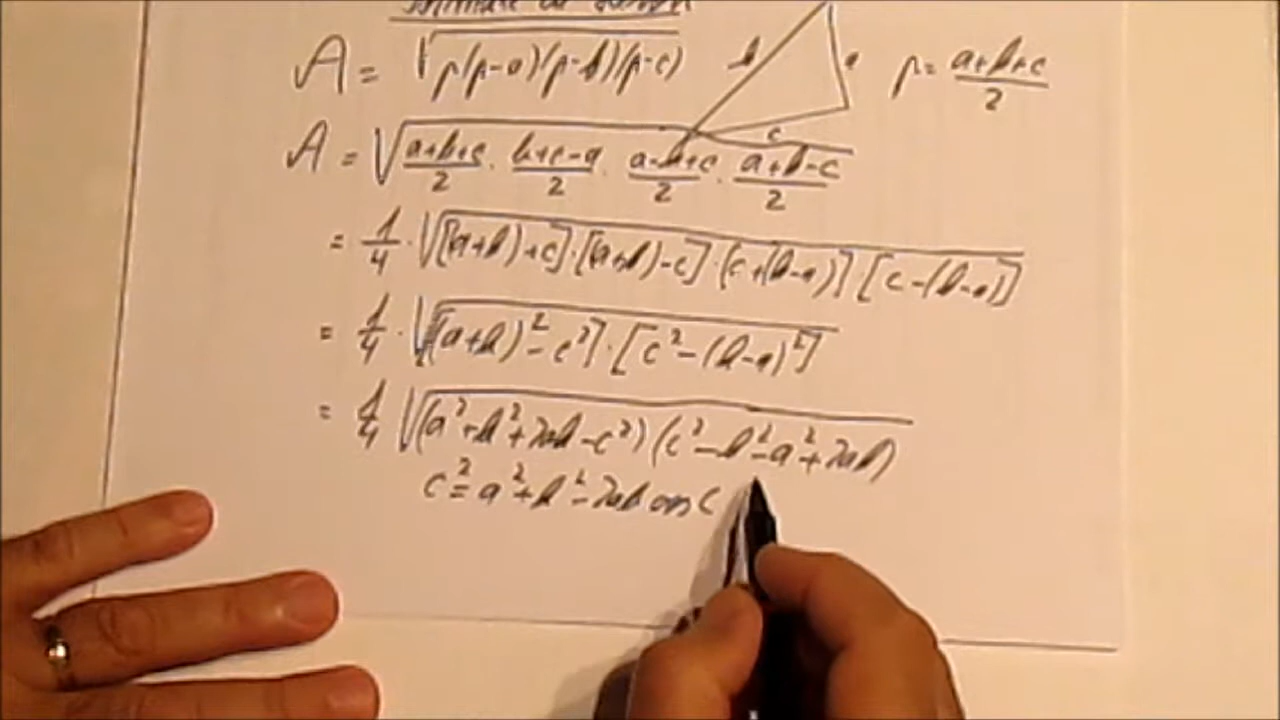 A = √p(p-a)(p-b)(p-c)
b
a
c
p = (a+b+c)/2
A = √(a+b+c)/2 · (b+c-a)/2 · (a-b+c)/2 · (a+b-c)/2
= 1/4 · √[(a+b)+c]·[(a+b)-c]·[c+(b-a)]·[c-(b-a)]
= 1/4 · √[(a+b)²-c²]·[c²-(b-a)²]
= 1/4 √(a²+b²+2ab-c²)(c²-b²-a²+2ab)
c² = a²+b²-2ab cos C